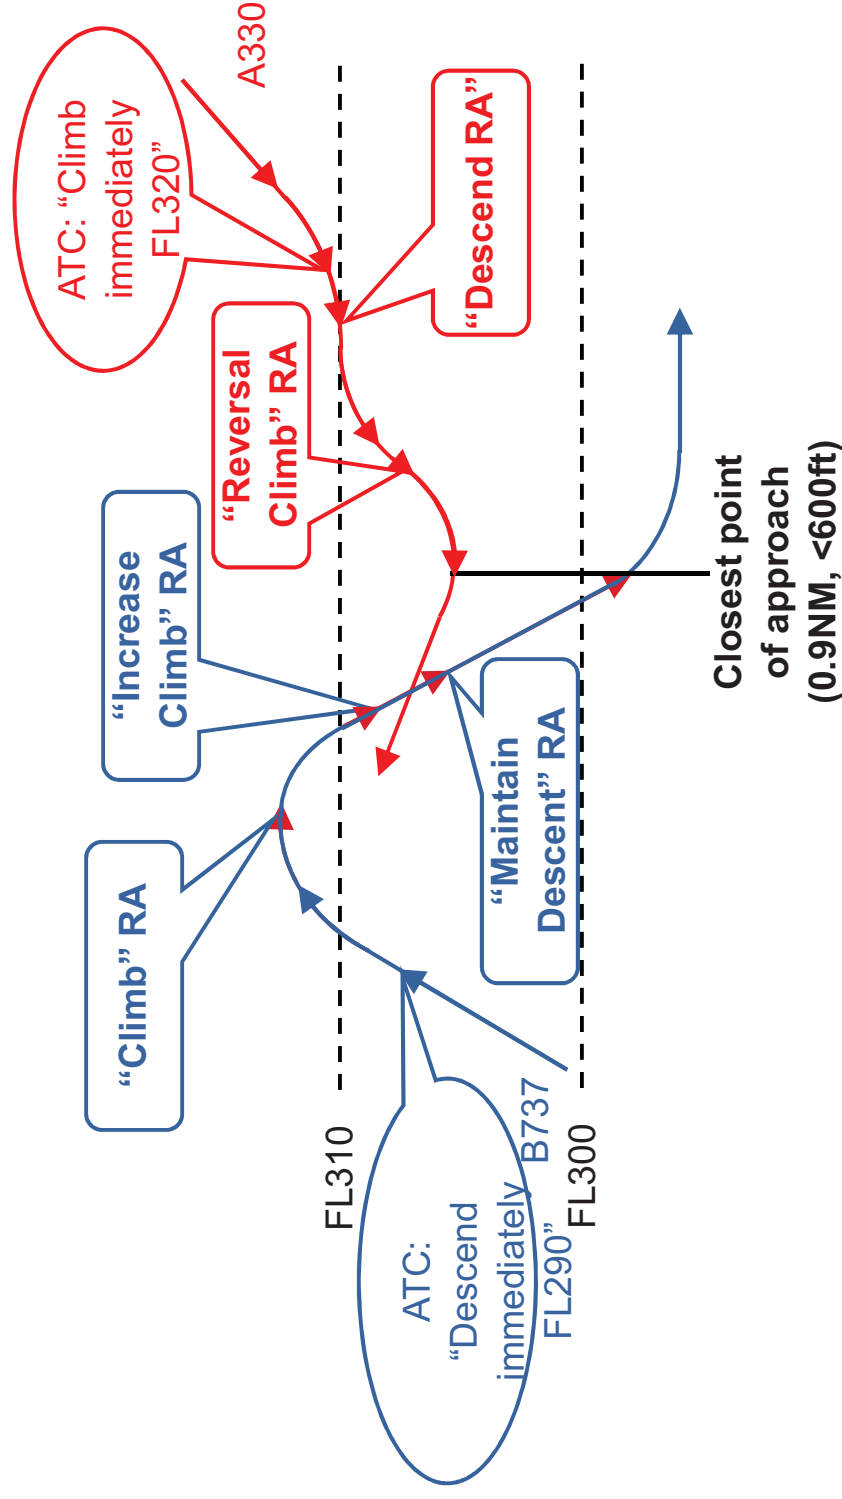 “Climb” RA
“Increase
Climb” RA
“Reversal
Climb” RA
ATC: “Climb
immediately
FL320”
A330
FL310
“Descend RA”
ATC:
“Descend
immediately
FL290”
B737
“Maintain
Descent” RA
FL300
Closest point
of approach
(0.9NM, <600ft)